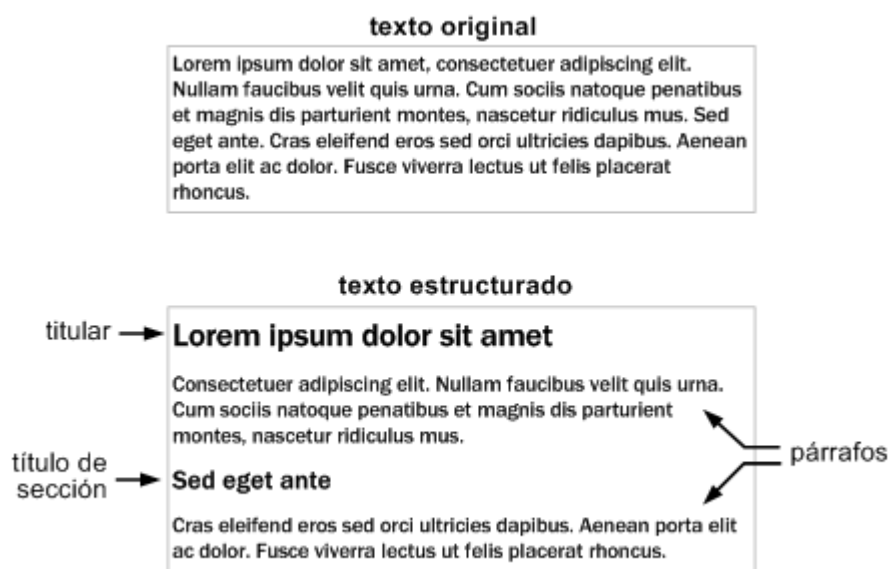 texto original
Lorem ipsum dolor sit amet, consectetuer adipiscing elit.
Nullam faucibus velit quis urna. Cum sociis natoque penatibus
et magnis dis parturient montes, nascetur ridiculus mus. Sed
eget ante. Cras eleifend eros sed orci ultricies dapibus. Aenean
porta elit ac dolor. Fusce viverra lectus ut felis placerat
rhoncus.
texto estructurado
titular
Lorem ipsum dolor sit amet
Consectetuer adipiscing elit. Nullam faucibus velit quis urna.
Cum sociis natoque penatibus et magnis dis parturient
montes, nascetur ridiculus mus.
párrafos
título de
sección
Sed eget ante
Cras eleifend eros sed orci ultricies dapibus. Aenean porta elit
ac dolor. Fusce viverra lectus ut felis placerat rhoncus.